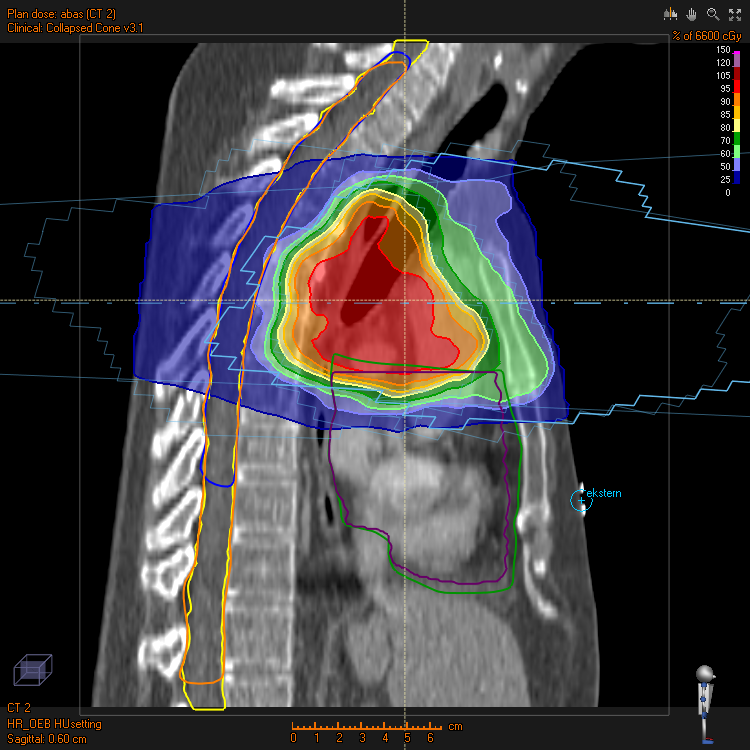 Plan dose: abas (CT 2)
Clinical: Collapsed Cone v3.1
% of 6600 cGy
150
120
105
95
90
85
80
70
60
50
25
0
ekstern
CT 2
HR_OEB HUsetting
Sagittal: 0.60 cm
0 1 2 3 4 5 6 cm